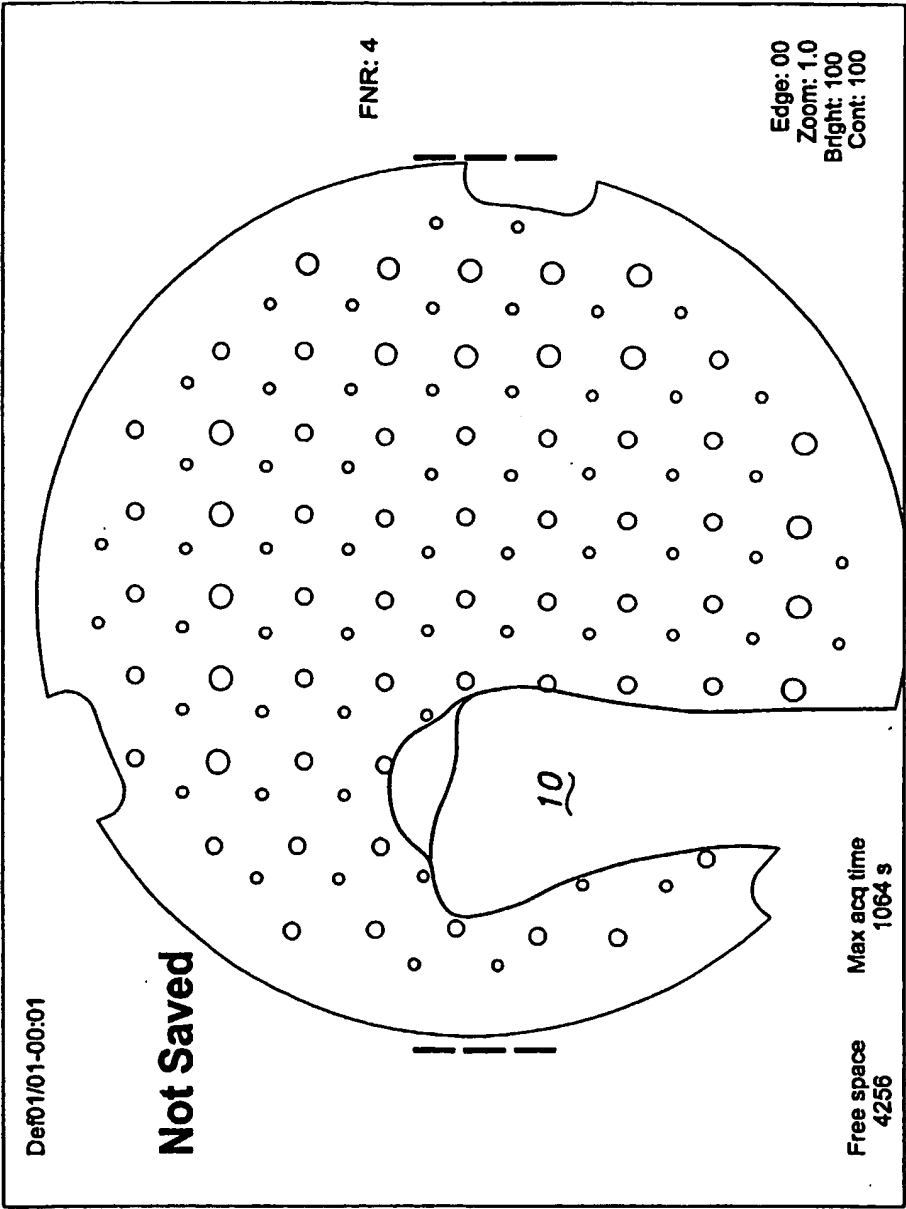 Def01/01-00:01
Not Saved
FNR: 4
10
Free space
4256
Max acq time
1064 s
Edge: 00
Zoom: 1.0
Bright: 100
Cont: 100